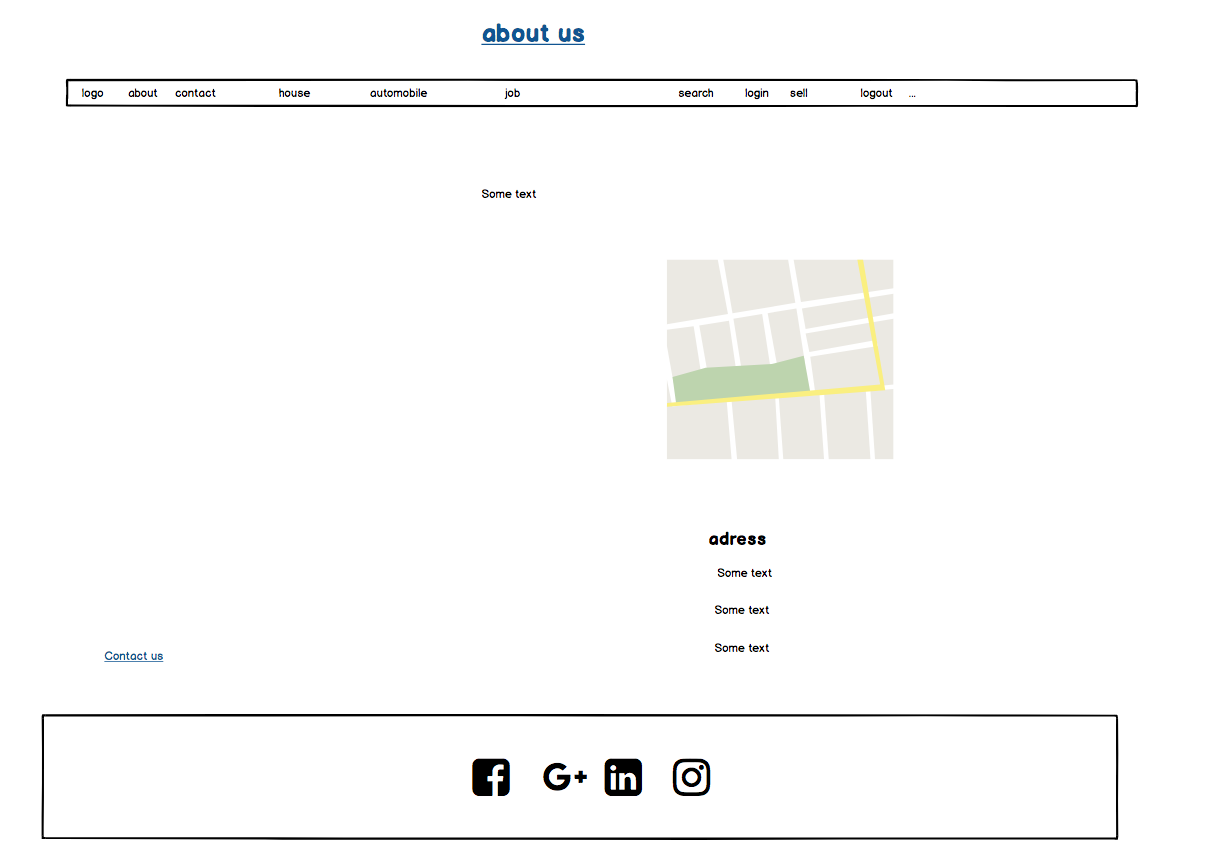 about us
logo about contact house automobile job search login sell logout ...
Some text
adress
Some text
Some text
Some text
Contact us
G+ in